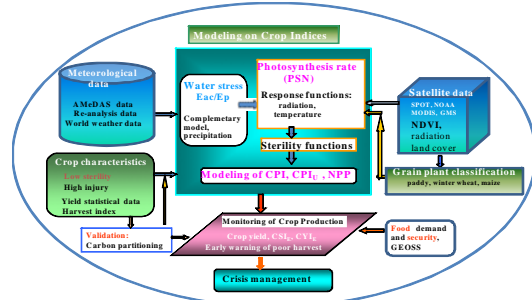 Modeling on Crop Indices
Meteorological data
AMeDAS data
Re-analysis data
World weather data
Water stress
Eac/Ep
Complemetary
model,
precipitation
Photosynthesis rate
(PSN)
Response functions:
radiation,
temperature
Sterility functions
Modeling of CPI, CPIU , NPP
Satellite data
SPOT, NOAA
MODIS, GMS
NDVI,
radiation
land cover
Grain plant classification
paddy, winter wheat, maize
Crop characteristics
Low sterility
High injury
Yield statistical data
Harvest index
Validation:
Carbon partitioning
Monitoring of Crop Production
Crop yield, CSIE, CYIE
Early warning of poor harvest
Food demand
and security,
GEOSS
Crisis management